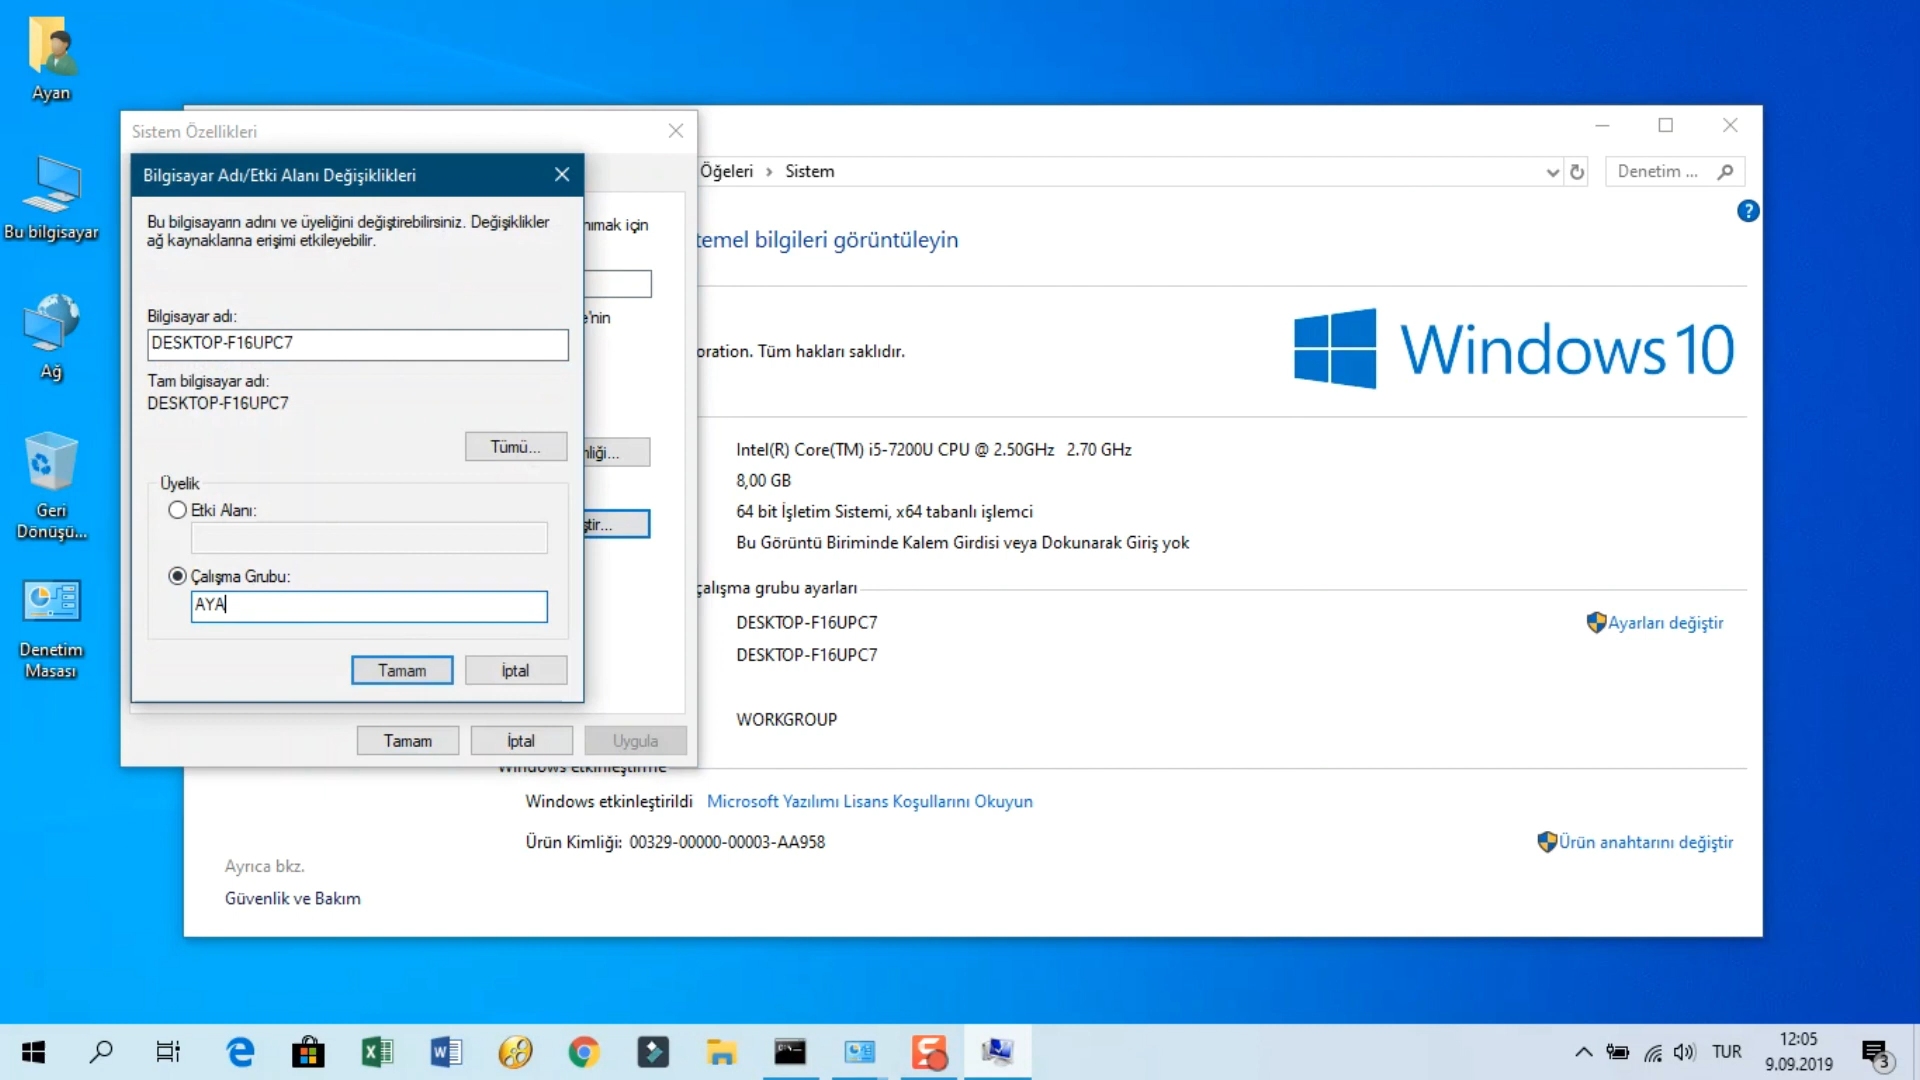 Ayan
Bu bilgisayar
Ağ
Geri
Dönüşü...
Denetim
Masası
Sistem Özellikleri
Bilgisayar Adı/Etki Alanı Değişiklikleri
Bu bilgisayarın adını ve üyeliğini değiştirebilirsiniz. Değişiklikler
ağ kaynaklarına erişimi etkileyebilir.
Bilgisayar adı:
DESKTOP-F16UPC7
Tam bilgisayar adı:
DESKTOP-F16UPC7
Tümü...
Üyelik
Etki Alanı:
Çalışma Grubu:
AYA
Tamam
İptal
ımak için
e'nin
liği...
ştir...
Tamam
İptal
Uygula
Öğeleri
Sistem
Denetim ...
temel bilgileri görüntüleyin
oration. Tüm hakları saklıdır.
Windows 10
Intel(R) Core(TM) i5-7200U CPU @ 2.50GHz 2.70 GHz
8,00 GB
64 bit İşletim Sistemi, x64 tabanlı işlemci
Bu Görüntü Biriminde Kalem Girdisi veya Dokunarak Giriş yok
çalışma grubu ayarları
DESKTOP-F16UPC7
Ayarları değiştir
DESKTOP-F16UPC7
WORKGROUP
Windows etkinleştirme
Windows etkinleştirildi Microsoft Yazılımı Lisans Koşullarını Okuyun
Ürün Kimliği: 00329-00000-00003-AA958
Ürün anahtarını değiştir
Ayrıca bkz.
Güvenlik ve Bakım
TUR
12:05
9.09.2019
3